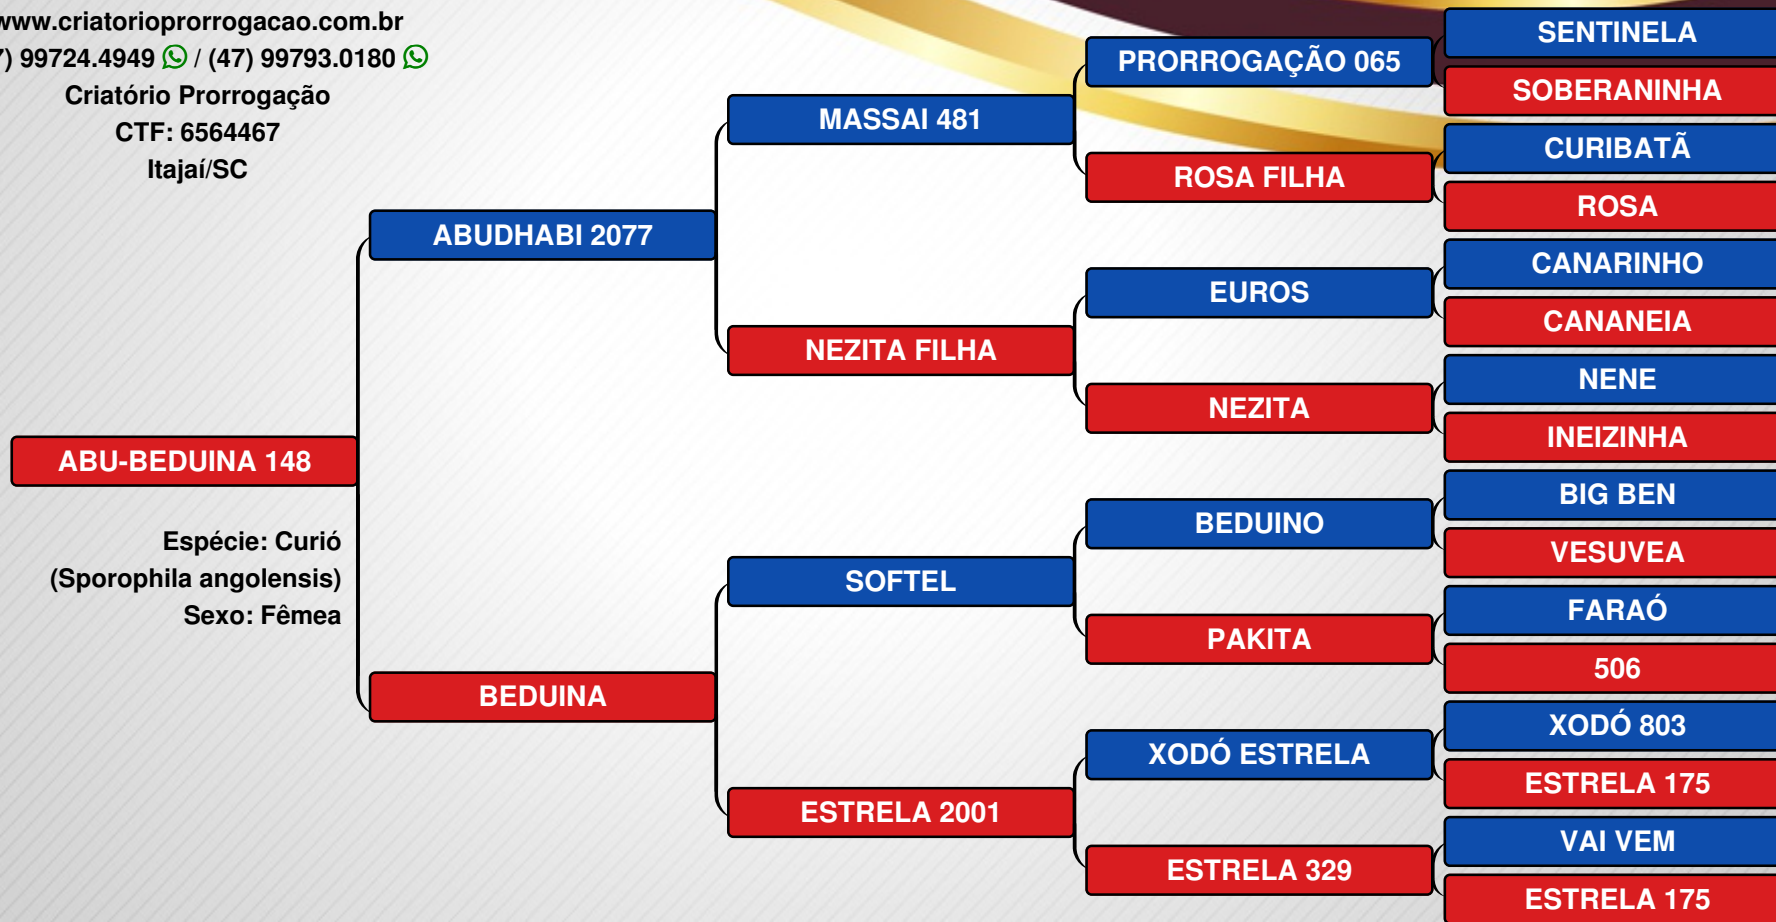 www.criatorioprorrogacao.com.br
7) 99724.4949 / (47) 99793.0180
Criatório Prorrogação
CTF: 6564467
Itajaí/SC
ABU-BEDUINA 148
Espécie: Curió
(Sporophila angolensis)
Sexo: Fêmea
ABUDHABI 2077
BEDUINA
MASSAI 481
NEZITA FILHA
SOFTEL
ESTRELA 2001
PRORROGAÇÃO 065
ROSA FILHA
EUROS
NEZITA
BEDUINO
PAKITA
XODÓ ESTRELA
ESTRELA 329
SENTINELA
SOBERANINHA
CURIBATÃ
ROSA
CANARINHO
CANANEIA
NENE
INEIZINHA
BIG BEN
VESUVEA
FARAÓ
506
XODÓ 803
ESTRELA 175
VAI VEM
ESTRELA 175